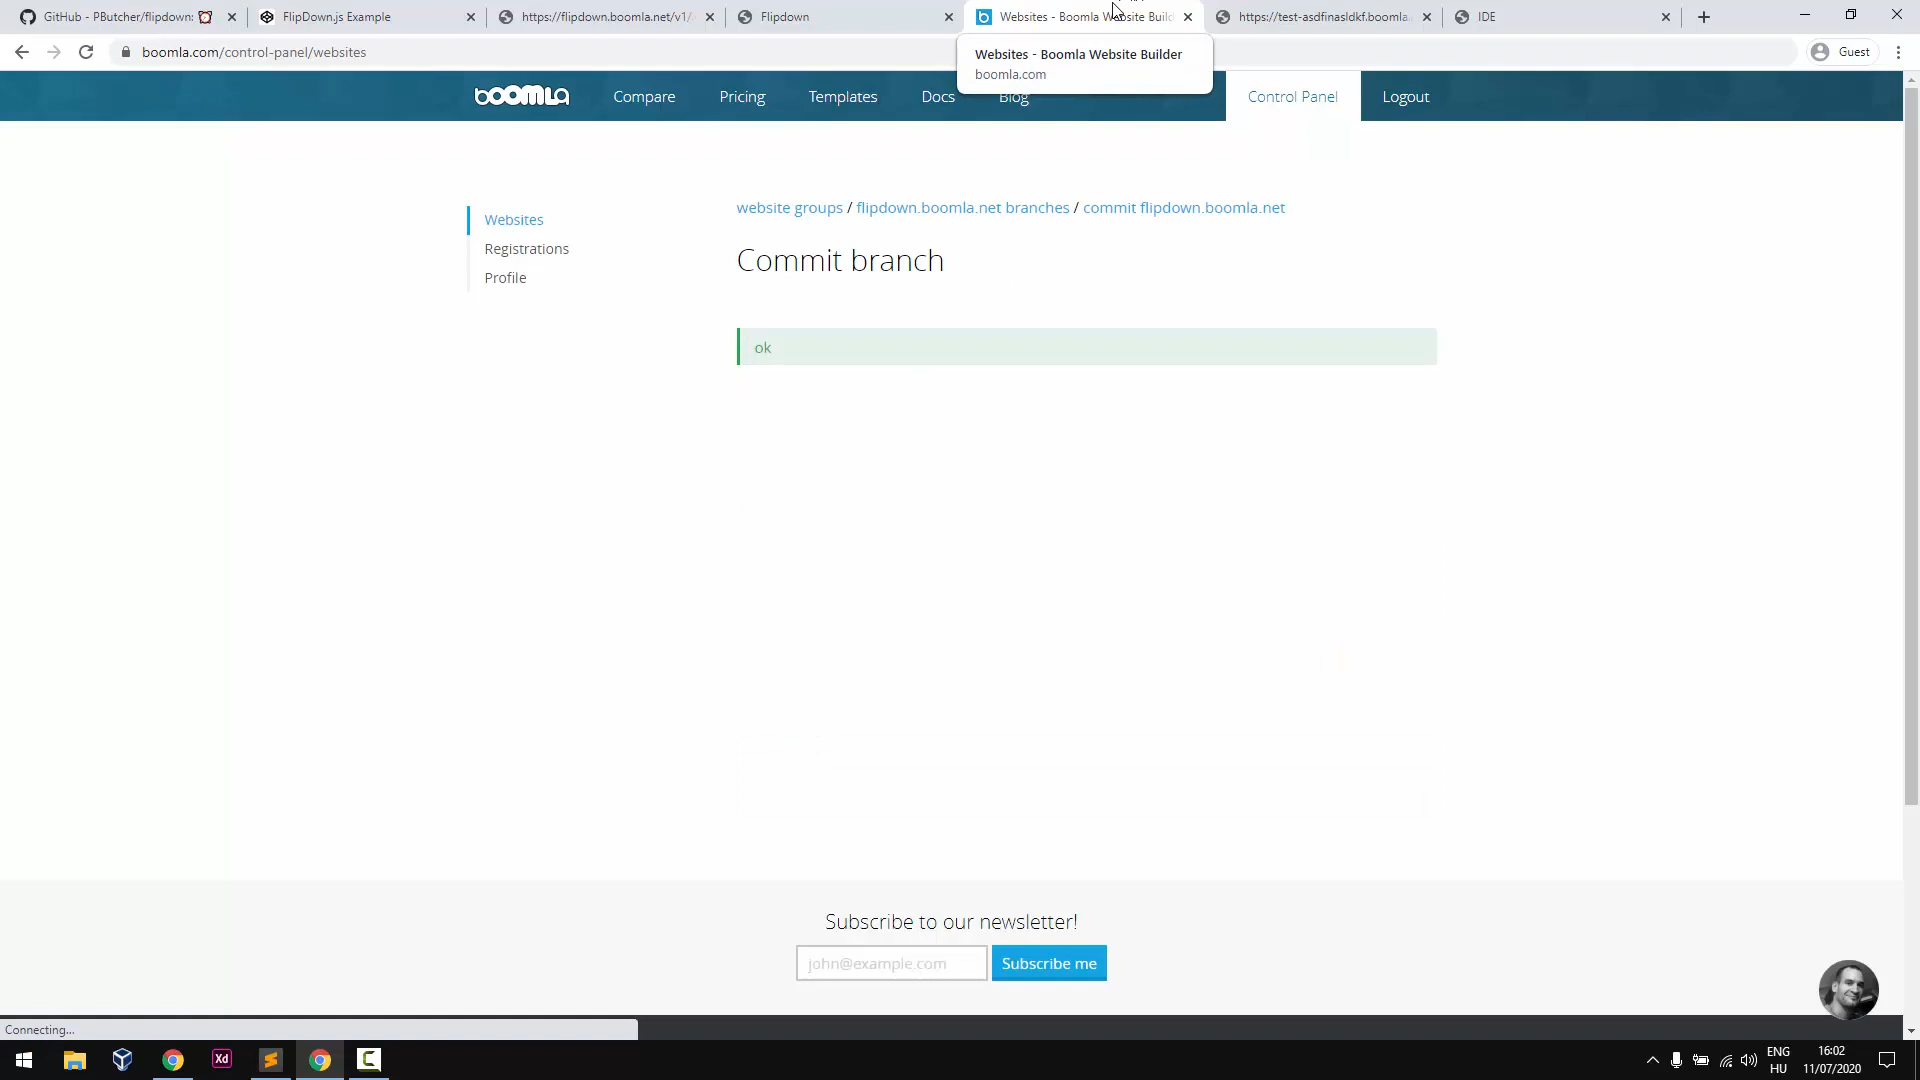 GitHub - PButcher/flipdown:
FlipDown.js Example
https://flipdown.boomla.net/v1/
Flipdown
Websites - Boomla Website Build
https://test-asdfinasldkf.boomla.
IDE
boomla.com/control-panel/websites
Guest
Websites - Boomla Website Builder
boomla.com
boomla
Compare
Pricing
Templates
Docs
Blog
Control Panel
Logout
Websites
Registrations
Profile
website groups / flipdown.boomla.net branches / commit flipdown.boomla.net
Commit branch
ok
Subscribe to our newsletter!
john@example.com
Subscribe me
Connecting...
Xd
ENG
HU
16:02
11/07/2020